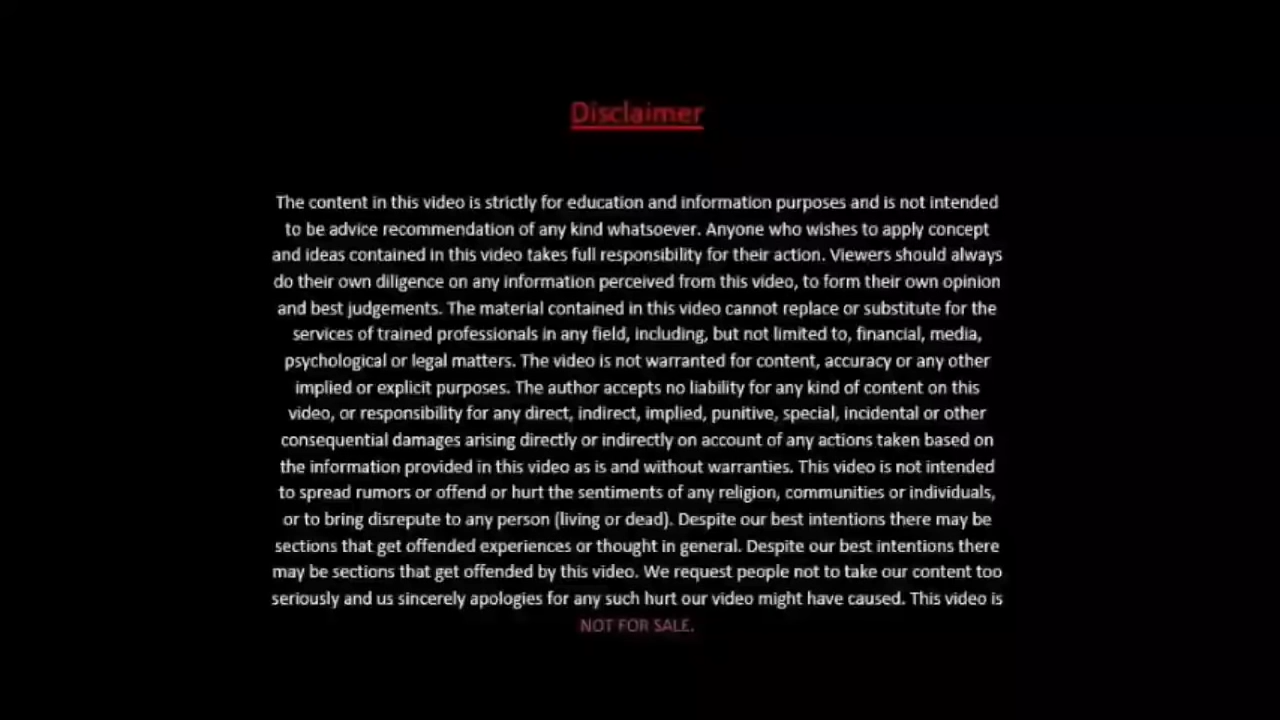 Disclaimer
The content in this video is strictly for education and information purposes and is not intended
to be advice recommendation of any kind whatsoever. Anyone who wishes to apply concept
and ideas contained in this video takes full responsibility for their action. Viewers should always
do their own diligence on any information perceived from this video, to form their own opinion
and best judgements. The material contained in this video cannot replace or substitute for the
services of trained professionals in any field, including, but not limited to, financial, media,
psychological or legal matters. The video is not warranted for content, accuracy or any other
implied or explicit purposes. The author accepts no liability for any kind of content on this
video, or responsibility for any direct, indirect, implied, punitive, special, incidental or other
consequential damages arising directly or indirectly on account of any actions taken based on
the information provided in this video as is and without warranties. This video is not intended
to spread rumors or offend or hurt the sentiments of any religion, communities or individuals,
or to bring disrepute to any person (living or dead). Despite our best intentions there may be
sections that get offended experiences or thought in general. Despite our best intentions there
may be sections that get offended by this video. We request people not to take our content too
seriously and us sincerely apologies for any such hurt our video might have caused. This video is
NOT FOR SALE.